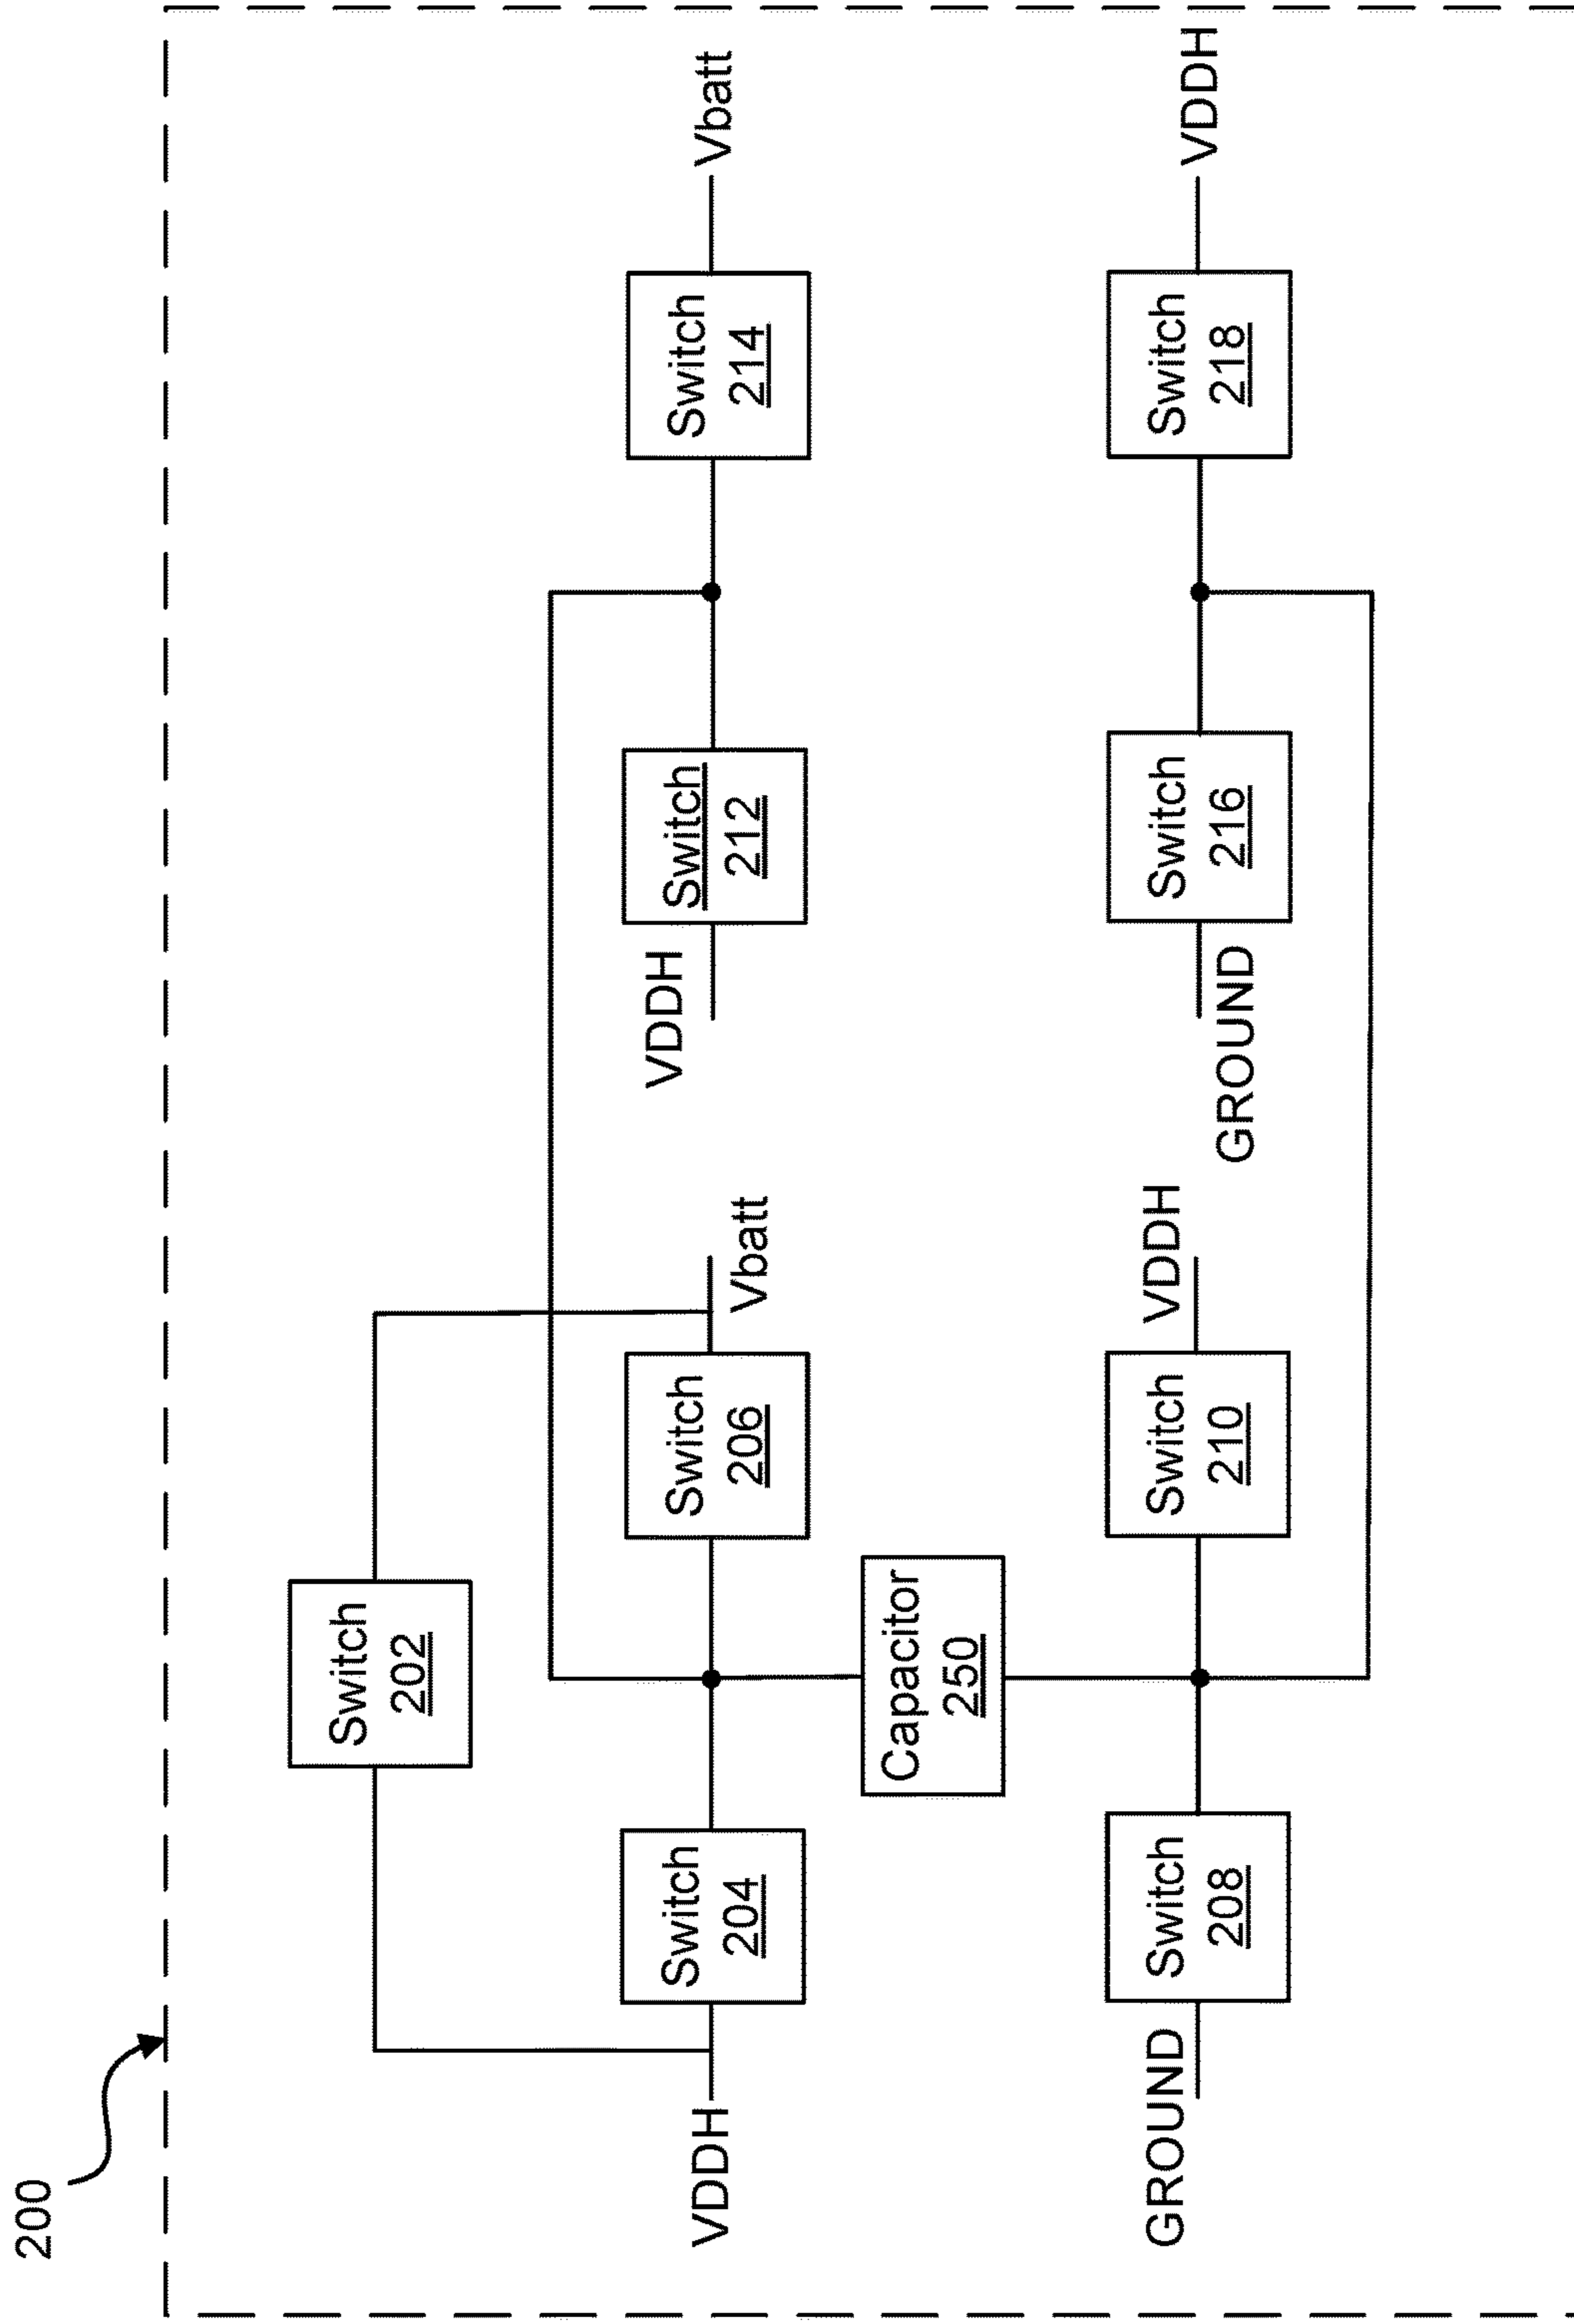 200
Switch
202
VDDH
Switch
204
Switch
206
Vbatt
VDDH
Switch
212
Switch
214
Vbatt
Capacitor
250
GROUND
Switch
208
Switch
210
VDDH
GROUND
Switch
216
Switch
218
VDDH